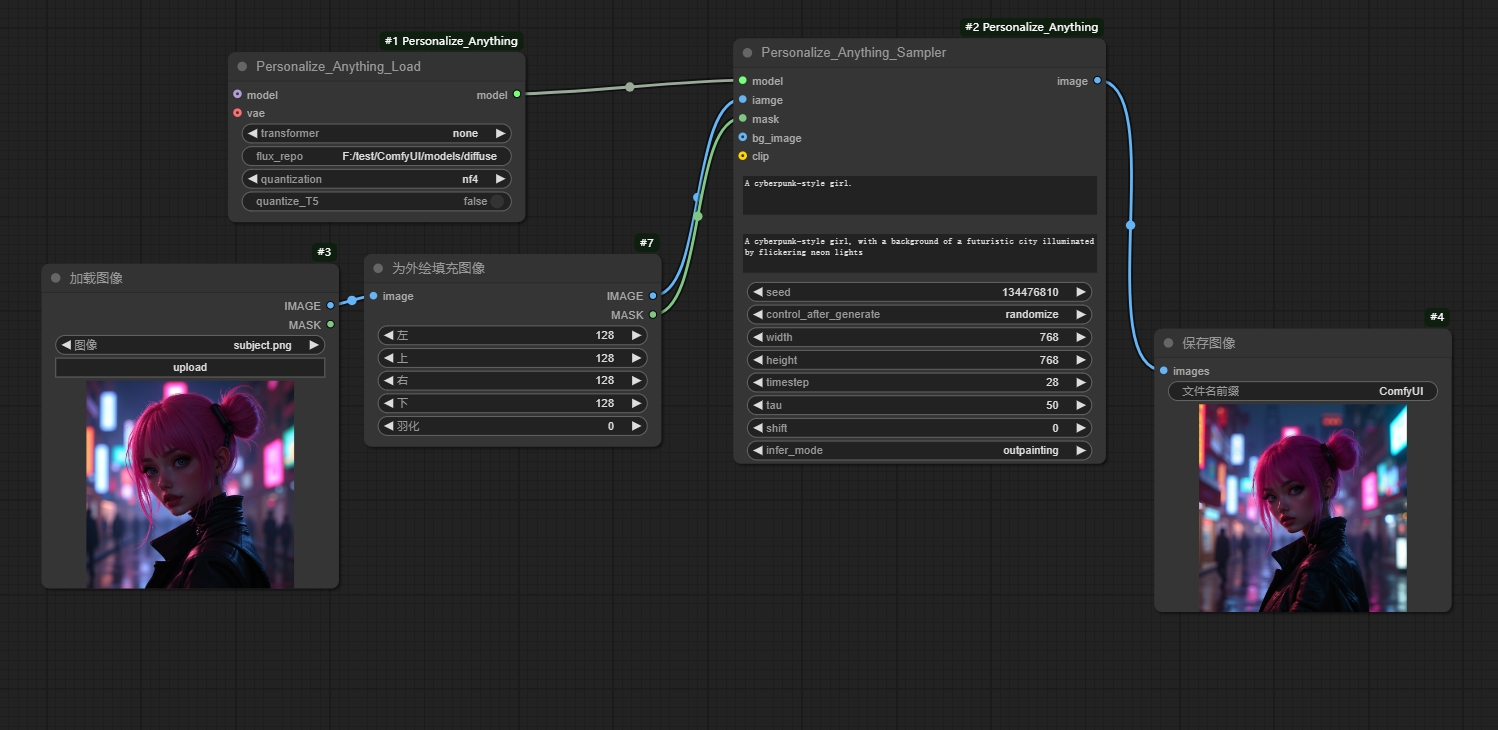 #1 Personalize_Anything
Personalize_Anything_Load
model model
vae
transformer none
flux_repo F:/test/ComfyUI/models/diffuse
quantization nf4
quantize_T5 false
#3
加载图像
IMAGE
MASK
图像 subject.png
upload
#7
为外绘填充图像
image IMAGE
MASK
左 128
上 128
右 128
下 128
羽化 0
#2 Personalize_Anything
Personalize_Anything_Sampler
model image
iamge
mask
bg_image
clip
A cyberpunk-style girl.
A cyberpunk-style girl, with a background of a futuristic city illuminated
by flickering neon lights
seed 134476810
control_after_generate randomize
width 768
height 768
timestep 28
tau 50
shift 0
infer_mode outpainting
#4
保存图像
images
文件名前缀 ComfyUI